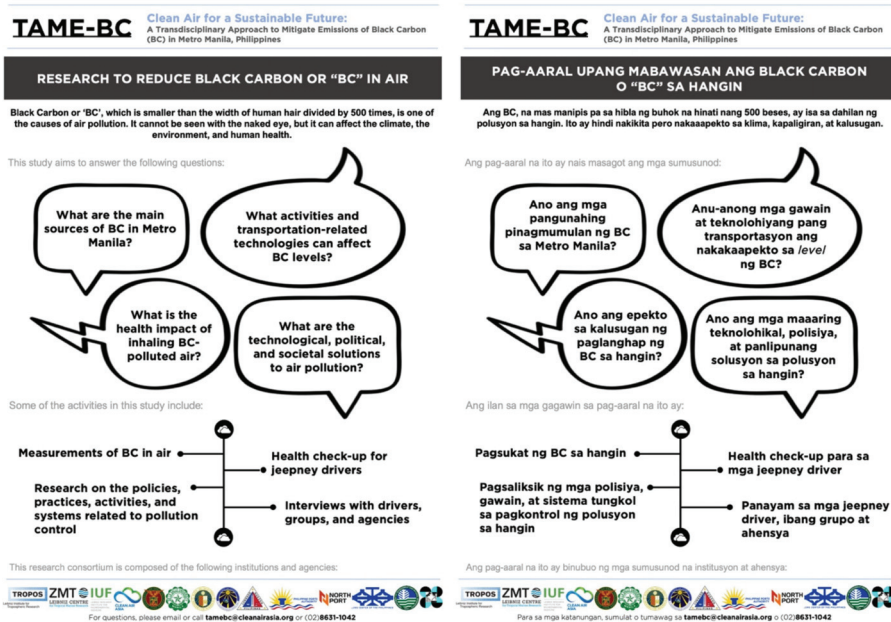 TAME-BC
Clean Air for a Sustainable Future:
A Transdisciplinary Approach to Mitigate Emissions of Black Carbon
(BC) in Metro Manila, Philippines
RESEARCH TO REDUCE BLACK CARBON OR “BC” IN AIR
Black Carbon or ‘BC’, which is smaller than the width of human hair divided by 500 times, is one of
the causes of air pollution. It cannot be seen with the naked eye, but it can affect the climate, the
environment, and human health.
This study aims to answer the following questions:
What are the main
sources of BC in Metro
Manila?
What activities and
transportation-related
technologies can affect
BC levels?
What is the
health impact of
inhaling BC-
polluted air?
What are the
technological, political,
and societal solutions
to air pollution?
Some of the activities in this study include:
Measurements of BC in air
Health check-up for
jeepney drivers
Research on the policies,
practices, activities, and
systems related to pollution
control
Interviews with drivers,
groups, and agencies
This research consortium is composed of the following institutions and agencies:
TROPOS
ZMT
LEIBNIZ CENTRE
IUF
CLEAN AIR
ASIA
NORTH
PORT
For questions, please email or call tamebc@cleanairasia.org or (02)8631-1042
TAME-BC
Clean Air for a Sustainable Future:
A Transdisciplinary Approach to Mitigate Emissions of Black Carbon
(BC) in Metro Manila, Philippines
PAG-AARAL UPANG MABAWASAN ANG BLACK CARBON
O “BC” SA HANGIN
Ang BC, na mas manipis pa sa hibla ng buhok na hinati nang 500 beses, ay isa sa dahilan ng
polusyon sa hangin. Ito ay hindi nakikita pero nakaaapekto sa klima, kapaligiran, at kalusugan.
Ang pag-aaral na ito ay nais masagot ang mga sumusunod:
Ano ang mga
pangunahing
pinagmumulan ng BC
sa Metro Manila?
Anu-anong mga gawain
at teknolohiyang pang
transportasyon ang
nakakaapekto sa level
ng BC?
Ano ang epekto
sa kalusugan ng
paglanghap ng
BC sa hangin?
Ano ang mga maaaring
teknolohikal, polisiya,
at panlipunang
solusyon sa polusyon
sa hangin?
Ang ilan sa mga gagawin sa pag-aaral na ito ay:
Pagsukat ng BC sa hangin
Health check-up para sa
mga jeepney driver
Pagsaliksik ng mga polisiya,
gawain, at sistema tungkol
sa pagkontrol ng polusyon
sa hangin
Panayam sa mga jeepney
driver, ibang grupo at
ahensya
Ang pag-aaral na ito ay binubuo ng mga sumusunod na institusyon at ahensya:
TROPOS
ZMT
LEIBNIZ CENTRE
IUF
CLEAN AIR
ASIA
NORTH
PORT
Para sa mga katanungan, sumulat o tumawag sa tamebc@cleanairasia.org o (02)8631-1042